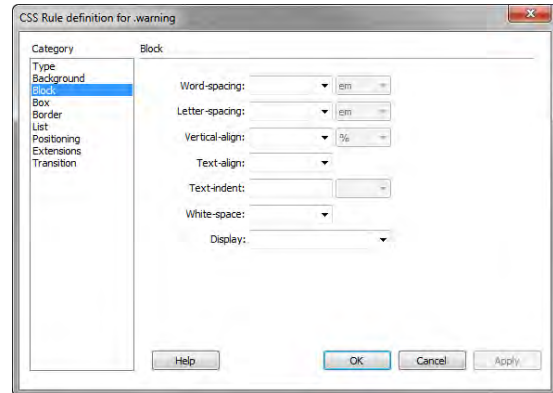 CSS Rule definition for .warning
Category
Block
Type
Background
Block
Box
Border
List
Positioning
Extensions
Transition
Word-spacing: em
Letter-spacing: em
Vertical-align: %
Text-align:
Text-indent:
White-space:
Display:
Help OK Cancel Apply